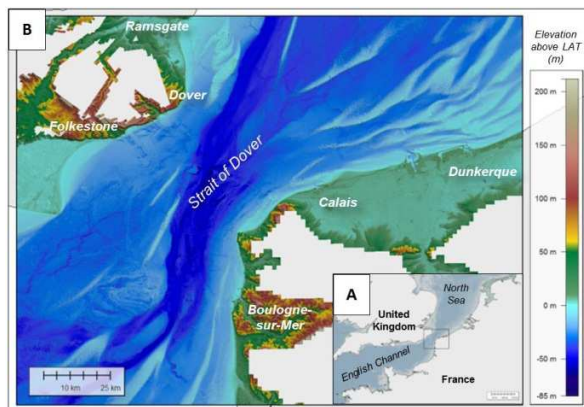 B
Ramsgate
Dover
Folkestone
Strait of Dover
Dunkerque
Calais
Boulogne-
sur-Mer
10 km
25 km
A
North
Sea
United
Kingdom
English Channel
France
Elevation
above LAT
(m)
200 m
150 m
100 m
50 m
0 m
-50 m
-85 m